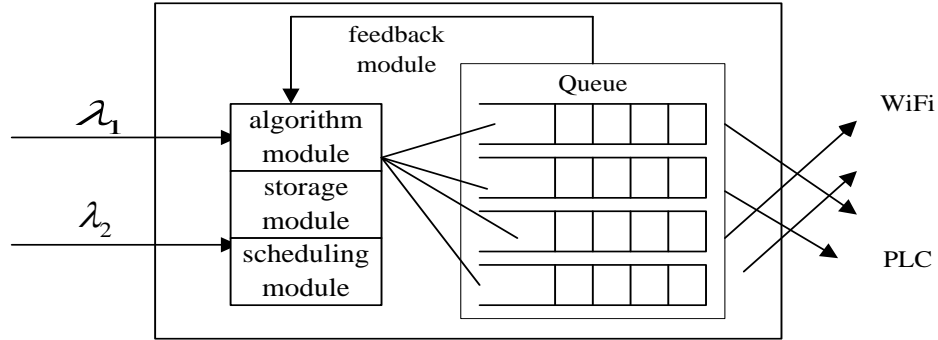 feedback
module
Queue
WiFi
λ1
algorithm
module
storage
module
λ2
scheduling
module
PLC